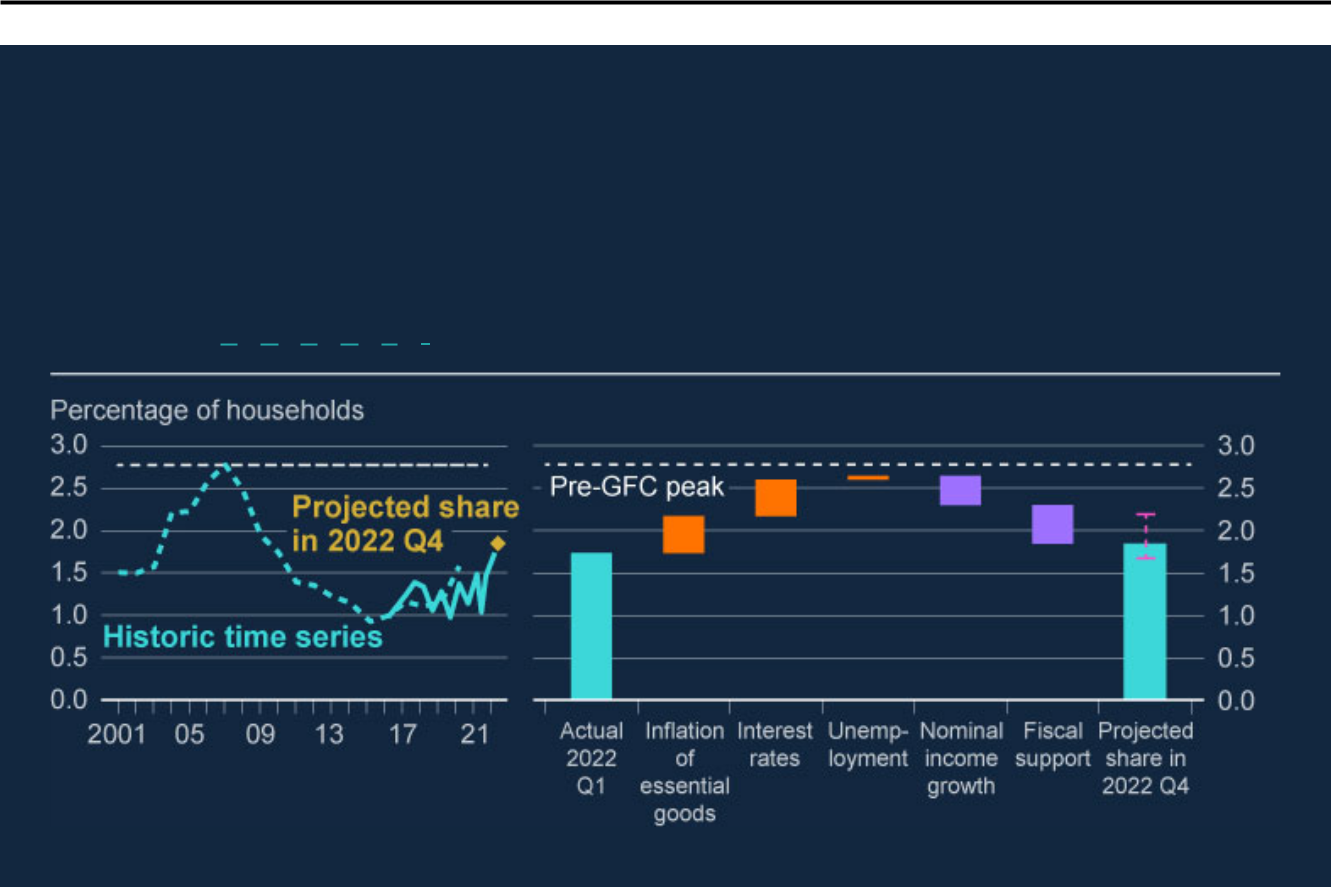 Percentage of households
3.0
2.5
2.0
1.5
1.0
0.5
0.0
Projected share
in 2022 Q4
Historic time series
2001 05 09 13 17 21
Pre-GFC peak
3.0
2.5
2.0
1.5
1.0
0.5
0.0
Actual
2022
Q1
Inflation
of
essential
goods
Interest
rates
Unemp-
loyment
Nominal
income
growth
Fiscal
support
Projected
share in
2022 Q4